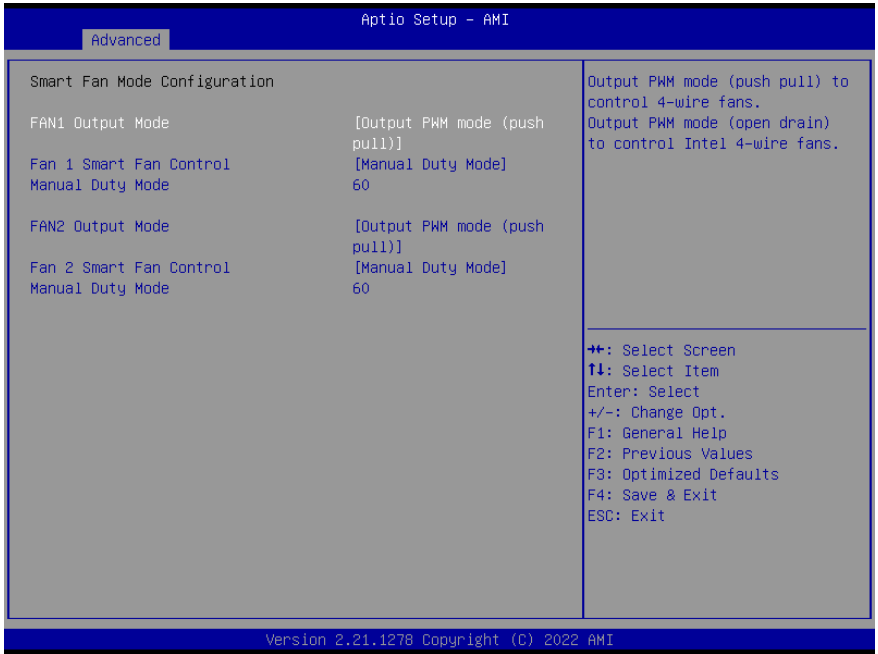 Aptio Setup – AMI
Advanced
Smart Fan Mode Configuration
FAN1 Output Mode [Output PWM mode (push
pull)]
Fan 1 Smart Fan Control [Manual Duty Mode]
Manual Duty Mode 60
FAN2 Output Mode [Output PWM mode (push
pull)]
Fan 2 Smart Fan Control [Manual Duty Mode]
Manual Duty Mode 60
Output PWM mode (push pull) to
control 4-wire fans.
Output PWM mode (open drain)
to control Intel 4-wire fans.
→←: Select Screen
↑↓: Select Item
Enter: Select
+/-: Change Opt.
F1: General Help
F2: Previous Values
F3: Optimized Defaults
F4: Save & Exit
ESC: Exit
Version 2.21.1278 Copyright (C) 2022 AMI